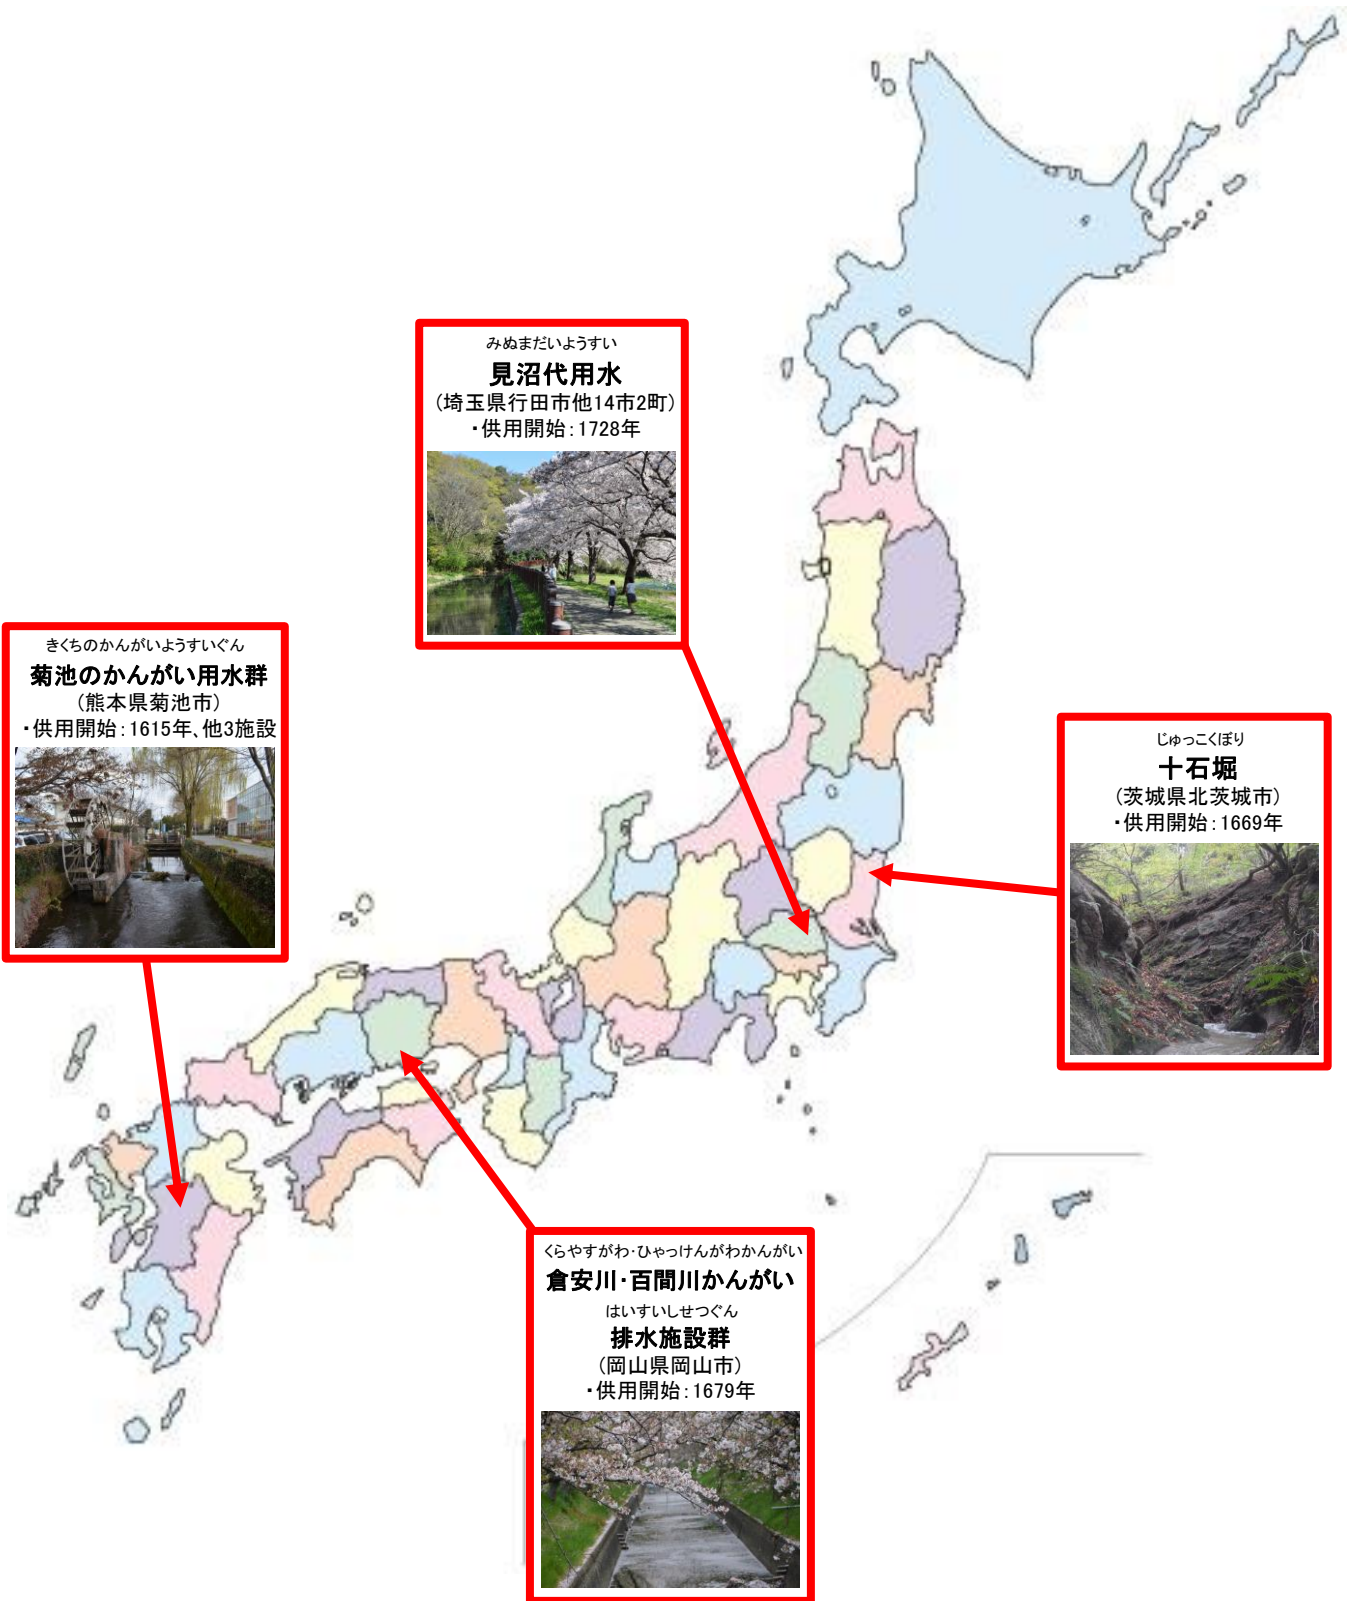 みぬまだいようすい
見沼代用水
(埼玉県行田市他14市2町)
・供用開始:1728年
きくちのかんがいようすいぐん
菊池のかんがい用水群
(熊本県菊池市)
・供用開始:1615年、他3施設
じゅっこくぼり
十石堀
(茨城県北茨城市)
・供用開始:1669年
くらやすがわ・ひゃっけんがわかんがい
倉安川・百間川かんがい
はいすいしせつぐん
排水施設群
(岡山県岡山市)
・供用開始:1679年